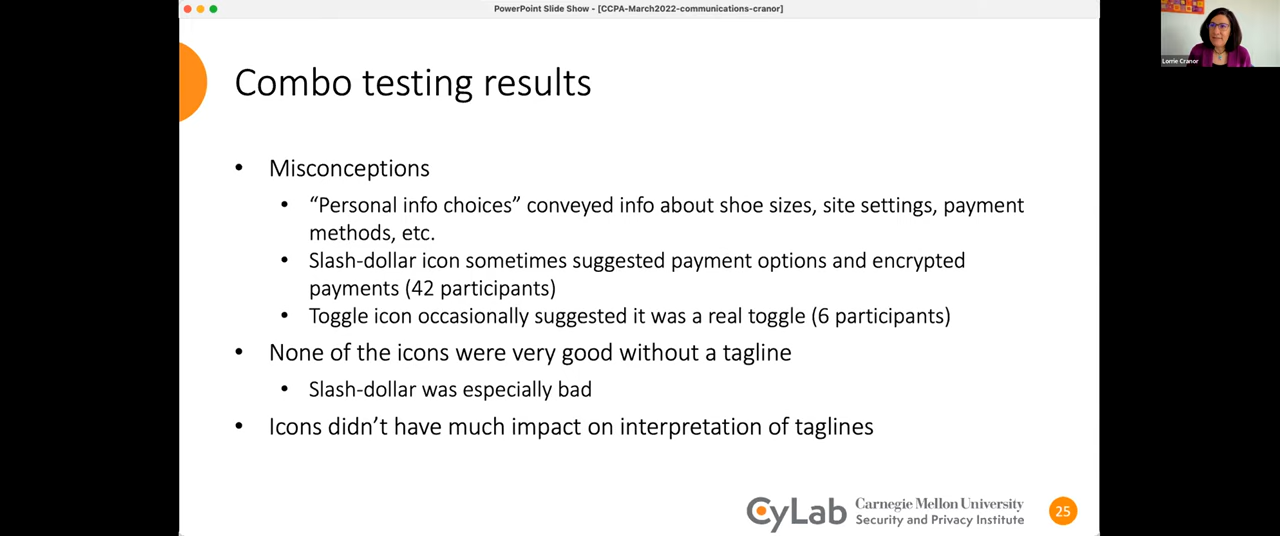 PowerPoint Slide Show - [CCPA-March2022-communications-cranor]
Lorrie Cranor
Combo testing results
• Misconceptions
• “Personal info choices” conveyed info about shoe sizes, site settings, payment
methods, etc.
• Slash-dollar icon sometimes suggested payment options and encrypted
payments (42 participants)
• Toggle icon occasionally suggested it was a real toggle (6 participants)
• None of the icons were very good without a tagline
• Slash-dollar was especially bad
• Icons didn’t have much impact on interpretation of taglines
CyLab
Carnegie Mellon University
Security and Privacy Institute
25